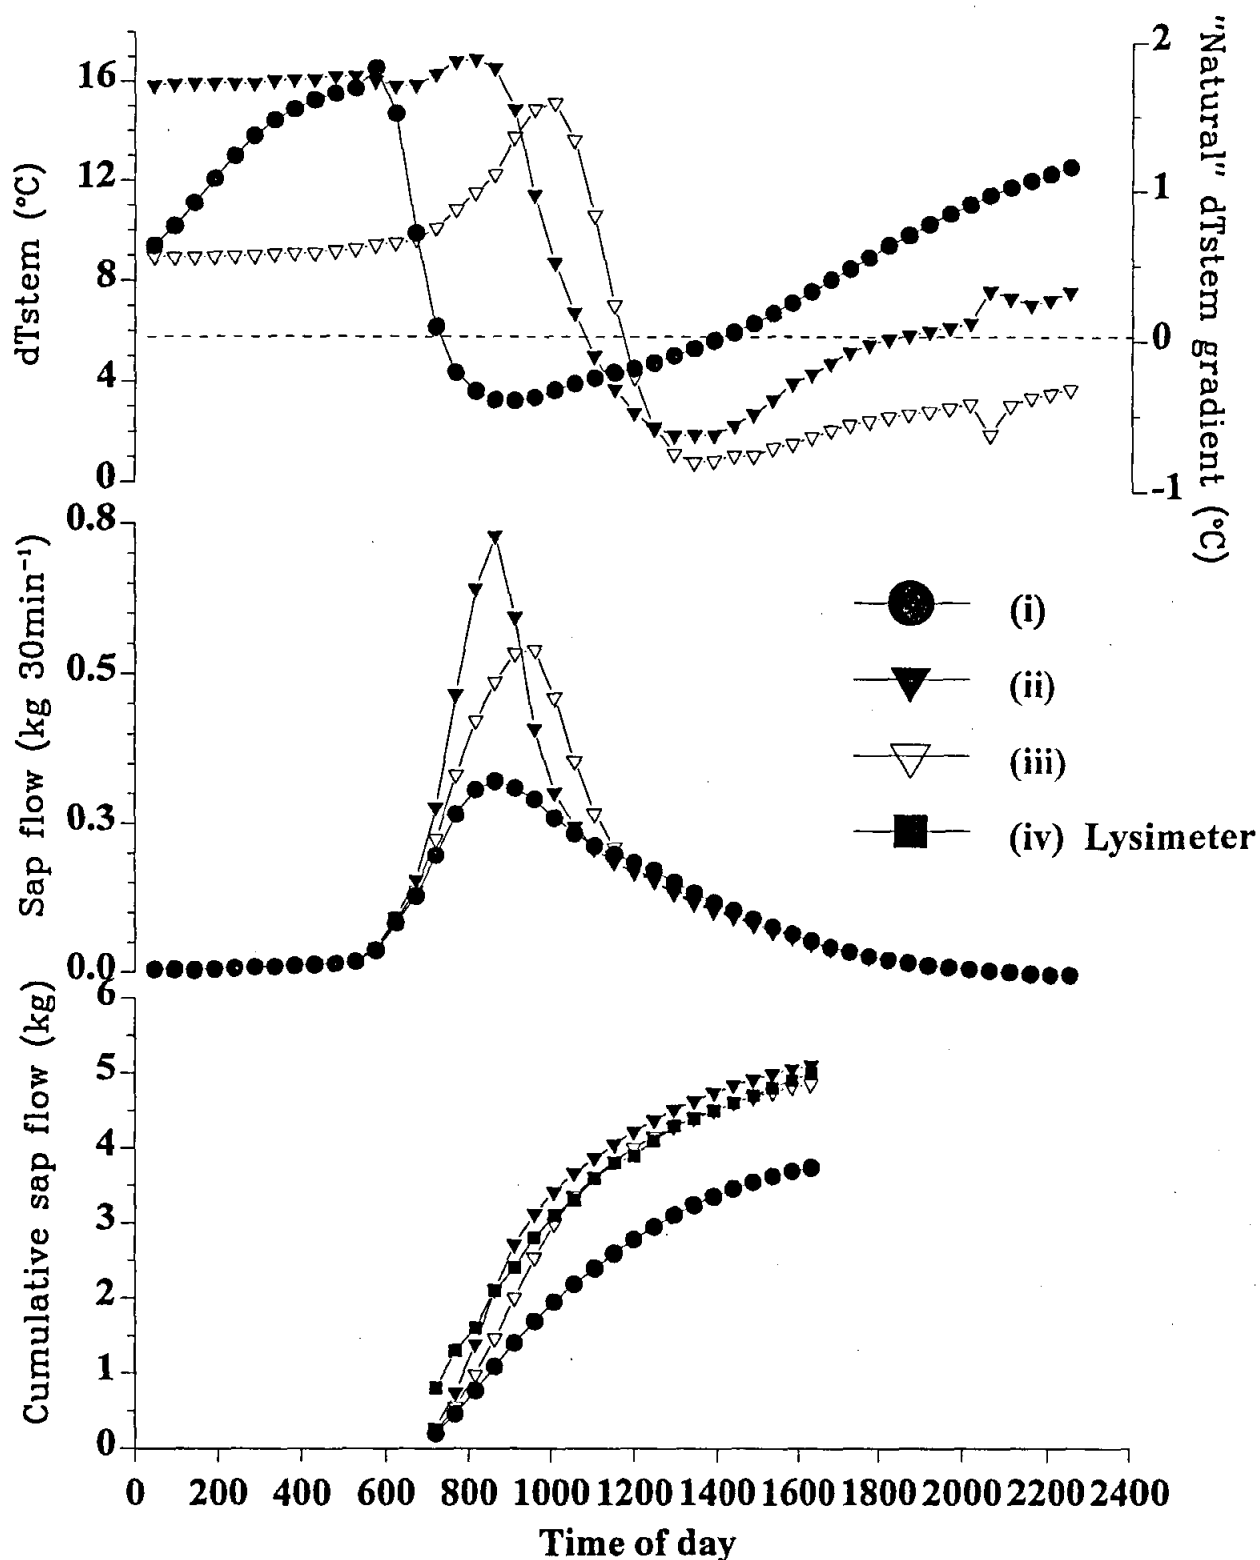 dTstem (°C)
16
12
8
4
0
2
1
0
-1
"Natural" dTstem gradient (°C)
Sap flow (kg 30min⁻¹)
0.8
0.5
0.3
0.0
(i)
(ii)
(iii)
(iv) Lysimeter
Cumulative sap flow (kg)
6
5
4
3
2
1
0
0 200 400 600 800 1000 1200 1400 1600 1800 2000 2200 2400
Time of day